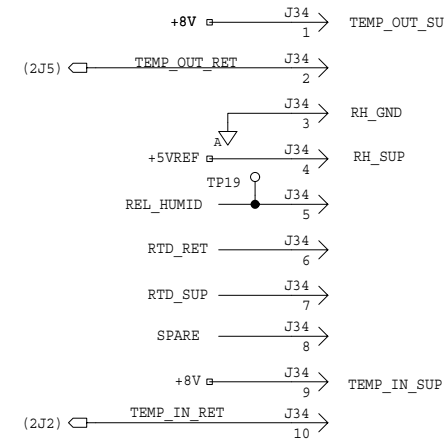 +8V J34 TEMP_OUT_SU
1
(2J5) TEMP_OUT_RET J34
2
J34 RH_GND
3
A
+5VREF J34 RH_SUP
4
TP19
REL_HUMID J34
5
RTD_RET J34
6
RTD_SUP J34
7
SPARE J34
8
+8V J34 TEMP_IN_SUP
9
(2J2) TEMP_IN_RET J34
10